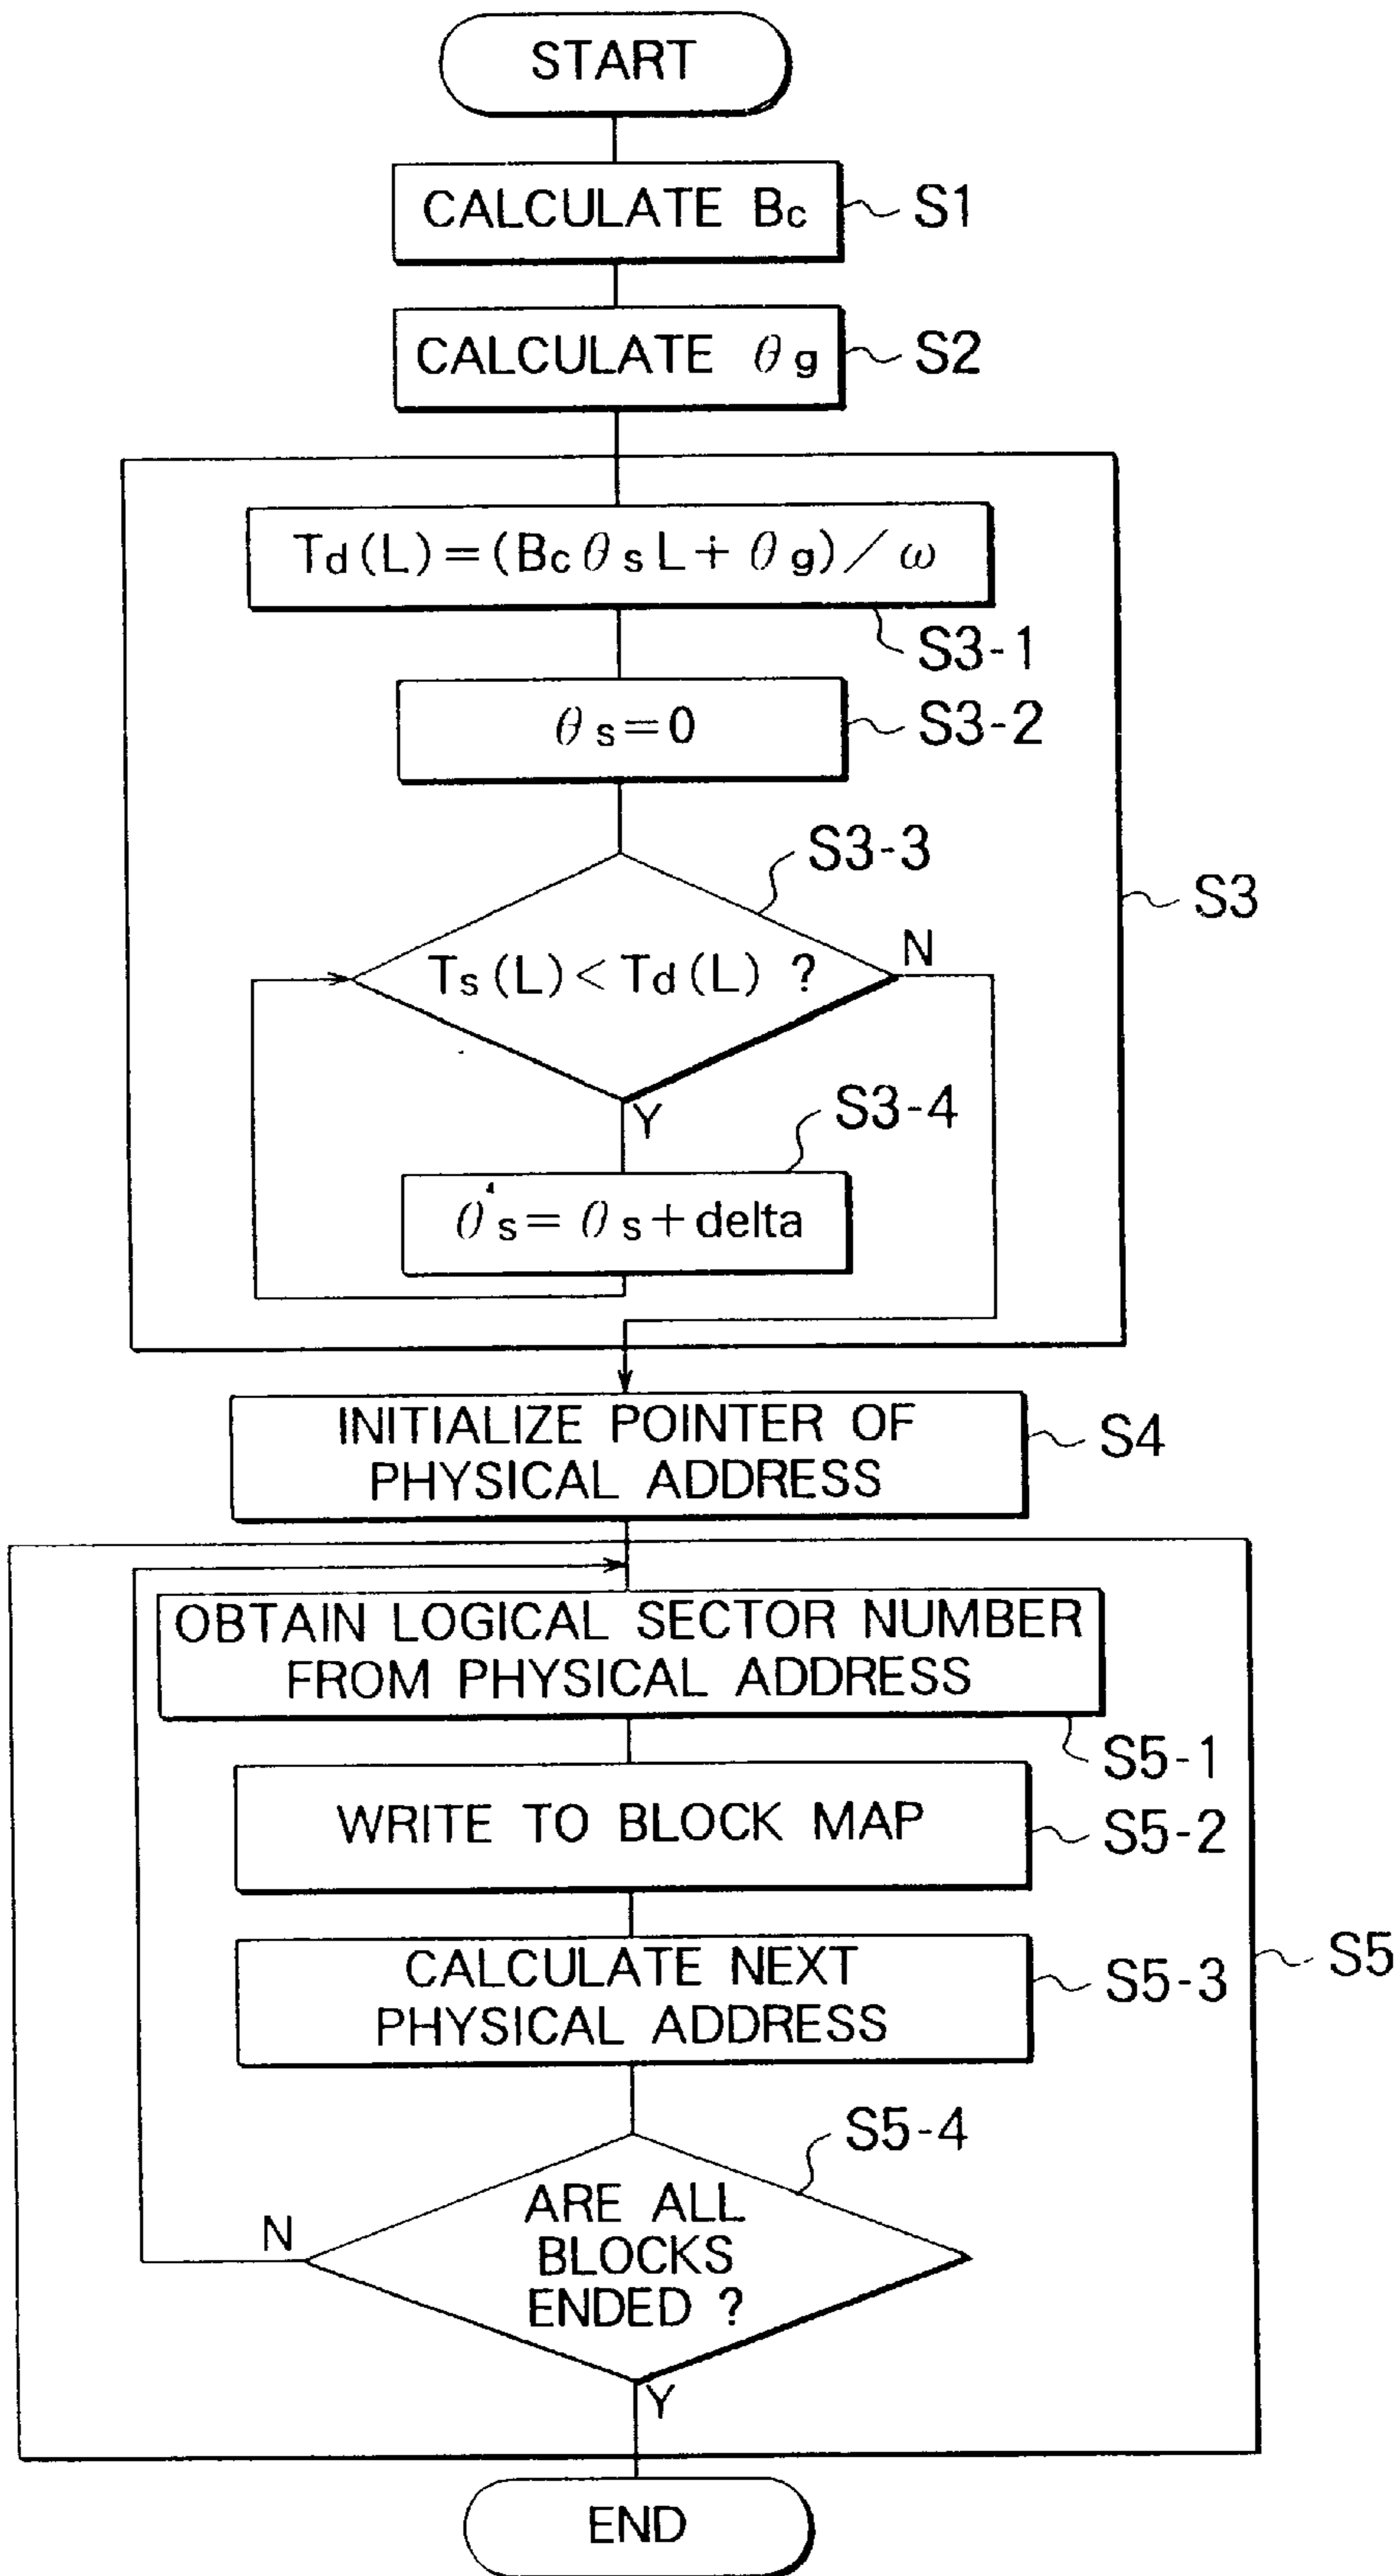 START
CALCULATE Bc
S1
CALCULATE θg
S2
Td(L)=(Bcθs L+θg)/ω
S3-1
θs=0
S3-2
S3-3
Ts(L)<Td(L) ?
N
S3
Y
S3-4
θs=θs+delta
INITIALIZE POINTER OF
PHYSICAL ADDRESS
S4
OBTAIN LOGICAL SECTOR NUMBER
FROM PHYSICAL ADDRESS
S5-1
WRITE TO BLOCK MAP
S5-2
CALCULATE NEXT
PHYSICAL ADDRESS
S5-3
S5
S5-4
ARE ALL
BLOCKS
ENDED ?
N
Y
END